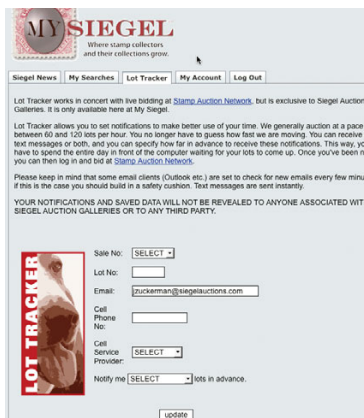 MY SIEGEL
Where stamp collectors
and their collections grow.
Siegel News My Searches Lot Tracker My Account Log Out
Lot Tracker works in concert with live bidding at Stamp Auction Network, but is exclusive to Siegel Auction
Galleries. It is only available here at My Siegel.
Lot Tracker allows you to set notifications to make better use of your time. We generally auction at a pace
between 60 and 120 lots per hour. You no longer have to guess how fast we are moving. You can receive
text messages or both, and you can specify how far in advance to receive these notifications. This way, yo
have to spend the entire day in front of the computer waiting for your lots to come up. Once you've been n
you can then log in and bid at Stamp Auction Network.
Please keep in mind that some email clients (Outlook etc.) are set to check for new emails every few minu
if this is the case you should build in a safety cushion. Text messages are sent instantly.
YOUR NOTIFICATIONS AND SAVED DATA WILL NOT BE REVEALED TO ANYONE ASSOCIATED WIT
SIEGEL AUCTION GALLERIES OR TO ANY THIRD PARTY.
LOT TRACKER
Sale No: SELECT
Lot No:
Email: jzuckerman@siegelauctions.com
Cell
Phone
No:
Cell
Service
Provider: SELECT
Notify me SELECT lots in advance.
update